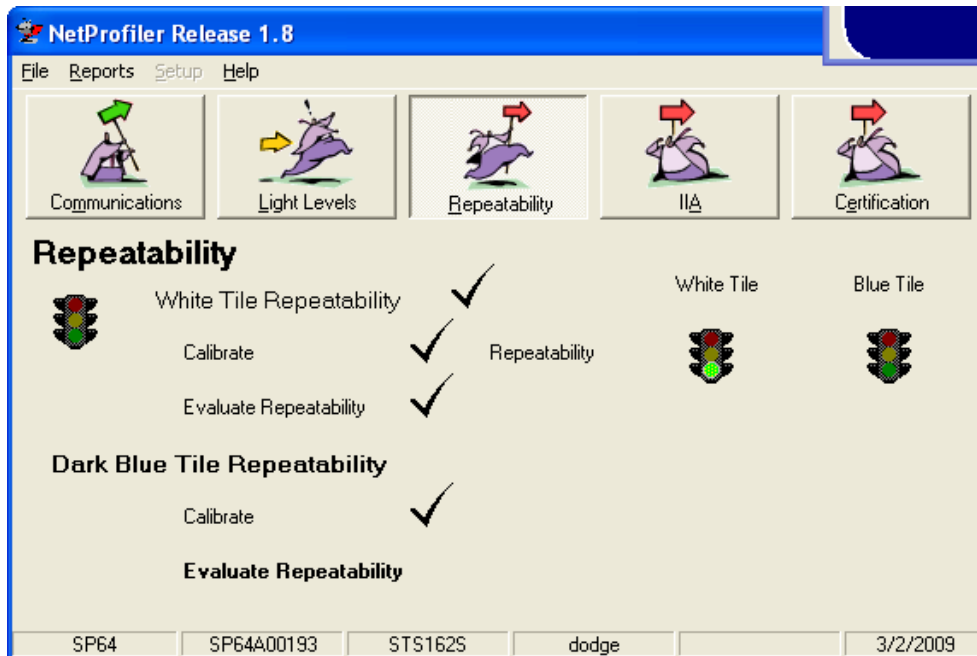 NetProfiler Release 1.8
File Reports Setup Help
Communications Light Levels Repeatability IIA Certification
Repeatability
White Tile Repeatability White Tile Blue Tile
Calibrate Repeatability
Evaluate Repeatability
Dark Blue Tile Repeatability
Calibrate
Evaluate Repeatability
SP64 SP64A00193 STS162S dodge 3/2/2009